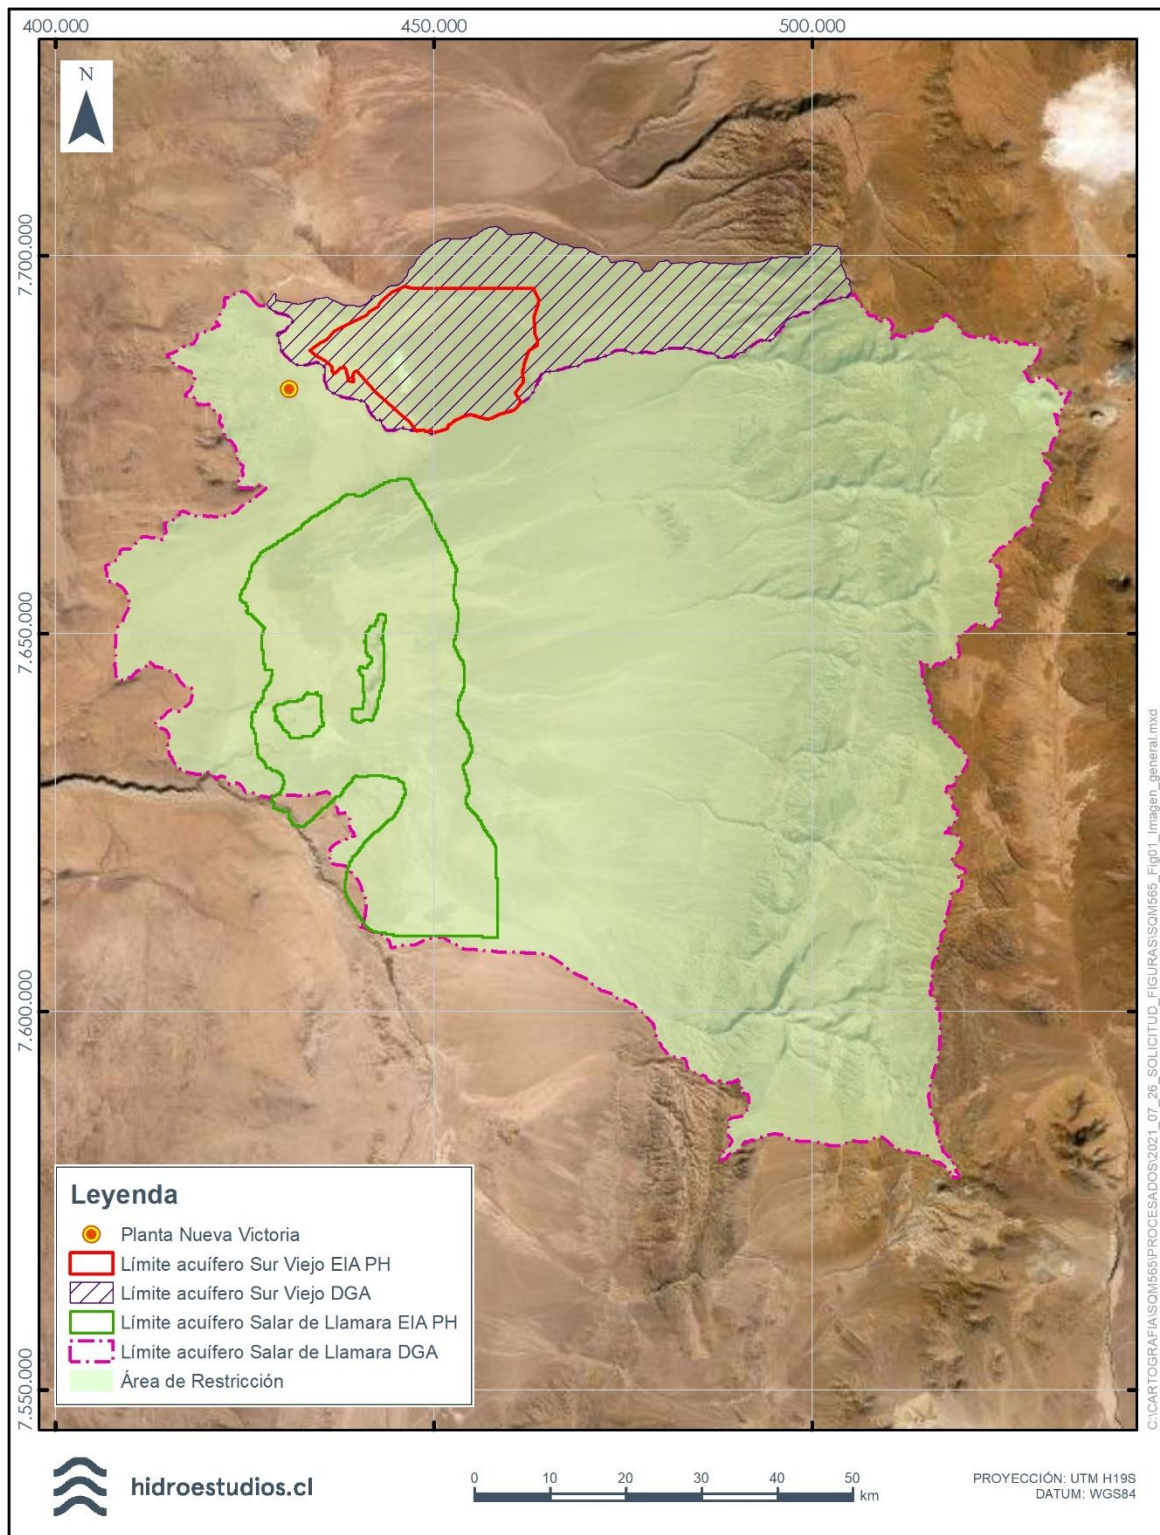 400.000
450.000
500.000
N
7.700.000
7.650.000
7.600.000
7.550.000
Leyenda
Planta Nueva Victoria
Límite acuífero Sur Viejo EIA PH
Límite acuífero Sur Viejo DGA
Límite acuífero Salar de Llamara EIA PH
Límite acuífero Salar de Llamara DGA
Área de Restricción
C:\CARTOGRAFIA\SQM565\PROCESADOS\2021_07_26_SOLICITUD_FIGURAS\SQM565_Fig01_Imagen_general.mxd
hidroestudios.cl
0 10 20 30 40 50
km
PROYECCIÓN: UTM H19S
DATUM: WGS84